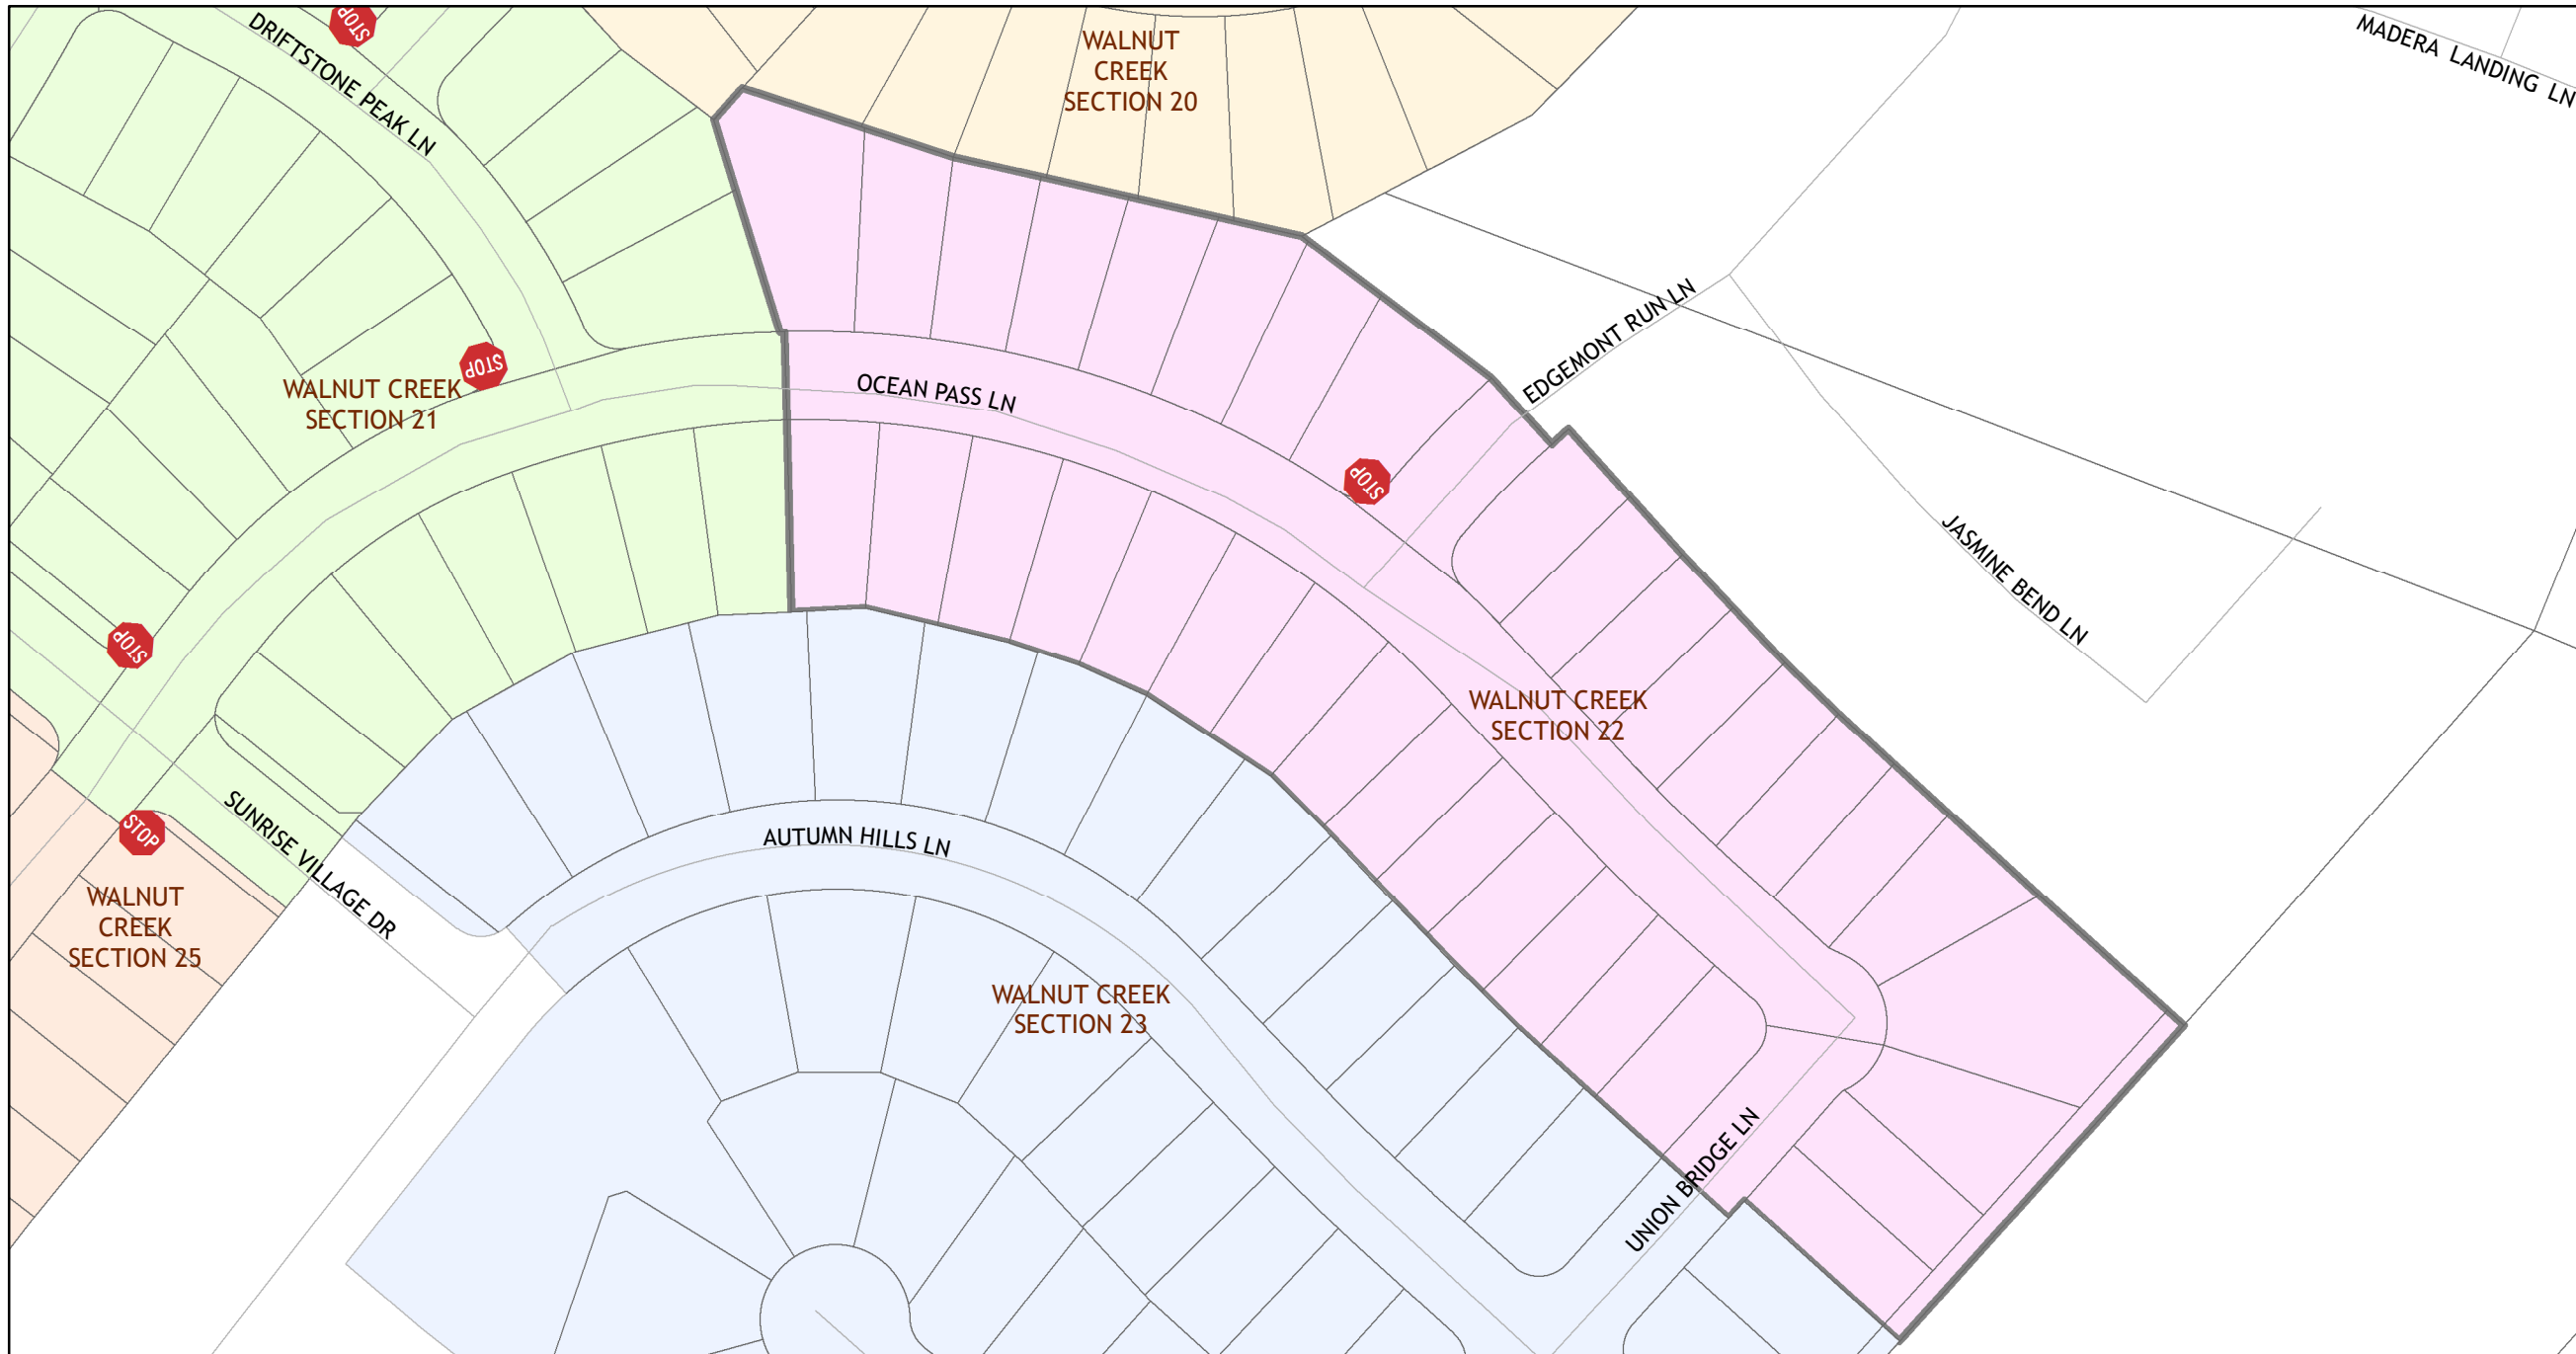 STOP
DRIFTSTONE PEAK LN
WALNUT
CREEK
SECTION 20
MADERA LANDING LN
EDGEMONT RUN LN
STOP
WALNUT CREEK
SECTION 21
OCEAN PASS LN
STOP
JASMINE BEND LN
STOP
WALNUT CREEK
SECTION 22
STOP
SUNRISE VILLAGE DR
AUTUMN HILLS LN
WALNUT
CREEK
SECTION 25
WALNUT CREEK
SECTION 23
UNION BRIDGE LN